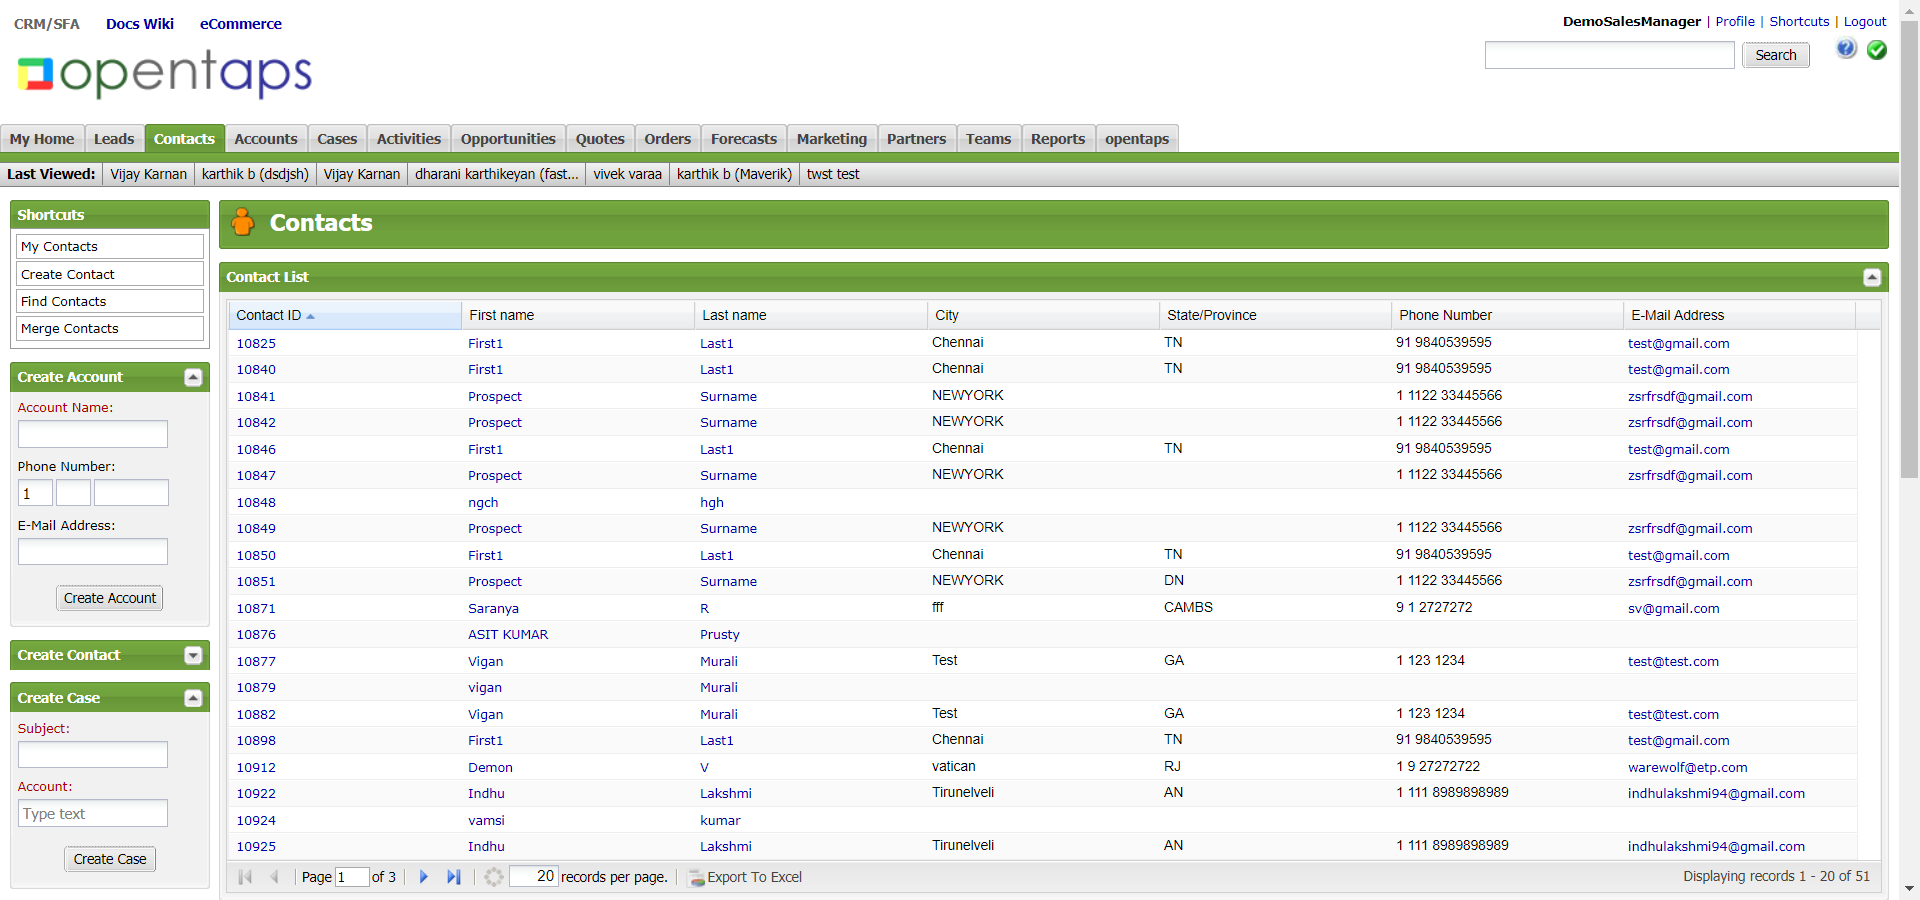 CRM/SFA Docs Wiki eCommerce
DemoSalesManager | Profile | Shortcuts | Logout
opentaps
Search
My Home Leads Contacts Accounts Cases Activities Opportunities Quotes Orders Forecasts Marketing Partners Teams Reports opentaps
Last Viewed: Vijay Karnan karthik b (dsdjsh) Vijay Karnan dharani karthikeyan (fast... vivek varaa karthik b (Maverik) twst test
Shortcuts
My Contacts
Create Contact
Find Contacts
Merge Contacts
Create Account
Account Name:
Phone Number:
1
E-Mail Address:
Create Account
Create Contact
Create Case
Subject:
Account:
Type text
Create Case
Contacts
Contact List
Contact ID First name Last name City State/Province Phone Number E-Mail Address
10825 First1 Last1 Chennai TN 91 9840539595 test@gmail.com
10840 First1 Last1 Chennai TN 91 9840539595 test@gmail.com
10841 Prospect Surname NEWYORK 1 1122 33445566 zsrfrsdf@gmail.com
10842 Prospect Surname NEWYORK 1 1122 33445566 zsrfrsdf@gmail.com
10846 First1 Last1 Chennai TN 91 9840539595 test@gmail.com
10847 Prospect Surname NEWYORK 1 1122 33445566 zsrfrsdf@gmail.com
10848 ngch hgh
10849 Prospect Surname NEWYORK 1 1122 33445566 zsrfrsdf@gmail.com
10850 First1 Last1 Chennai TN 91 9840539595 test@gmail.com
10851 Prospect Surname NEWYORK DN 1 1122 33445566 zsrfrsdf@gmail.com
10871 Saranya R fff CAMBS 9 1 2727272 sv@gmail.com
10876 ASIT KUMAR Prusty
10877 Vigan Murali Test GA 1 123 1234 test@test.com
10879 vigan Murali
10882 Vigan Murali Test GA 1 123 1234 test@test.com
10898 First1 Last1 Chennai TN 91 9840539595 test@gmail.com
10912 Demon V vatican RJ 1 9 27272722 warewolf@etp.com
10922 Indhu Lakshmi Tirunelveli AN 1 111 8989898989 indhulakshmi94@gmail.com
10924 vamsi kumar
10925 Indhu Lakshmi Tirunelveli AN 1 111 8989898989 indhulakshmi94@gmail.com
Page 1 of 3 20 records per page. Export To Excel Displaying records 1 - 20 of 51